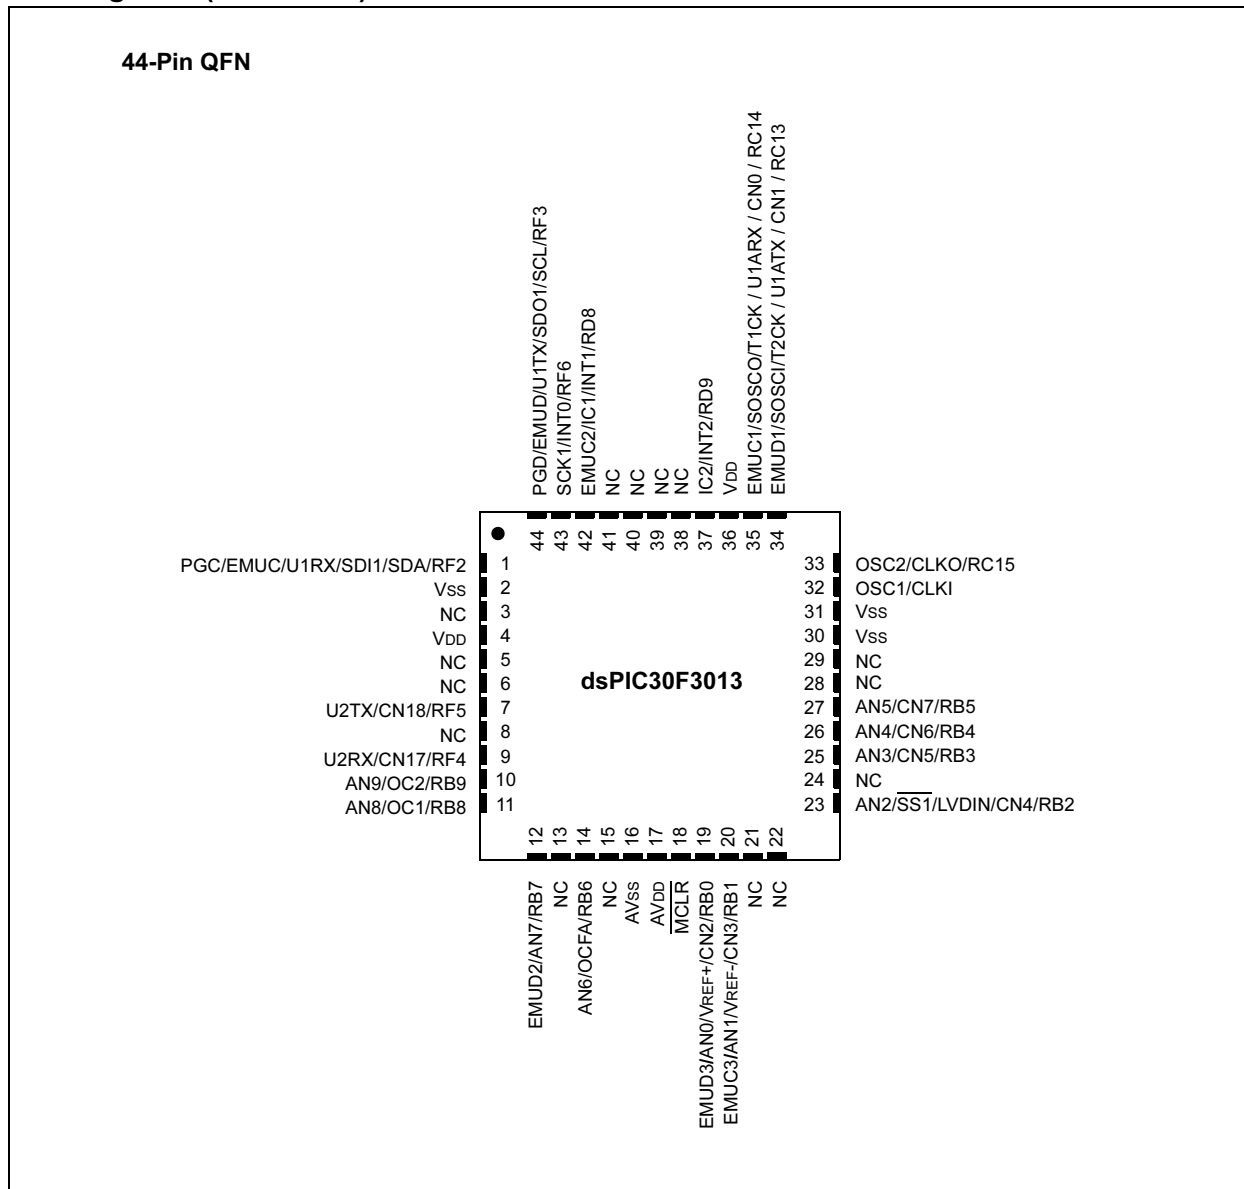 44-Pin QFN
PGD/EMUD/U1TX/SDO1/SCL/RF3
SCK1/INT0/RF6
EMUC2/IC1/INT1/RD8
NC
NC
NC
NC
IC2/INT2/RD9
VDD
EMUC1/SOSCO/T1CK / U1ARX / CN0 / RC14
EMUD1/SOSCI/T2CK / U1ATX / CN1 / RC13
44
43
42
41
40
39
38
37
36
35
34
PGC/EMUC/U1RX/SDI1/SDA/RF2 1
VSS 2
NC 3
VDD 4
NC 5
NC 6
U2TX/CN18/RF5 7
NC 8
U2RX/CN17/RF4 9
AN9/OC2/RB9 10
AN8/OC1/RB8 11
dsPIC30F3013
33 OSC2/CLKO/RC15
32 OSC1/CLKI
31 VSS
30 VSS
29 NC
28 NC
27 AN5/CN7/RB5
26 AN4/CN6/RB4
25 AN3/CN5/RB3
24 NC
23 AN2/SS1/LVDIN/CN4/RB2
12
13
14
15
16
17
18
19
20
21
22
EMUD2/AN7/RB7
NC
AN6/OCFA/RB6
NC
AVSS
AVDD
MCLR
EMUD3/AN0/VREF+/CN2/RB0
EMUC3/AN1/VREF-/CN3/RB1
NC
NC